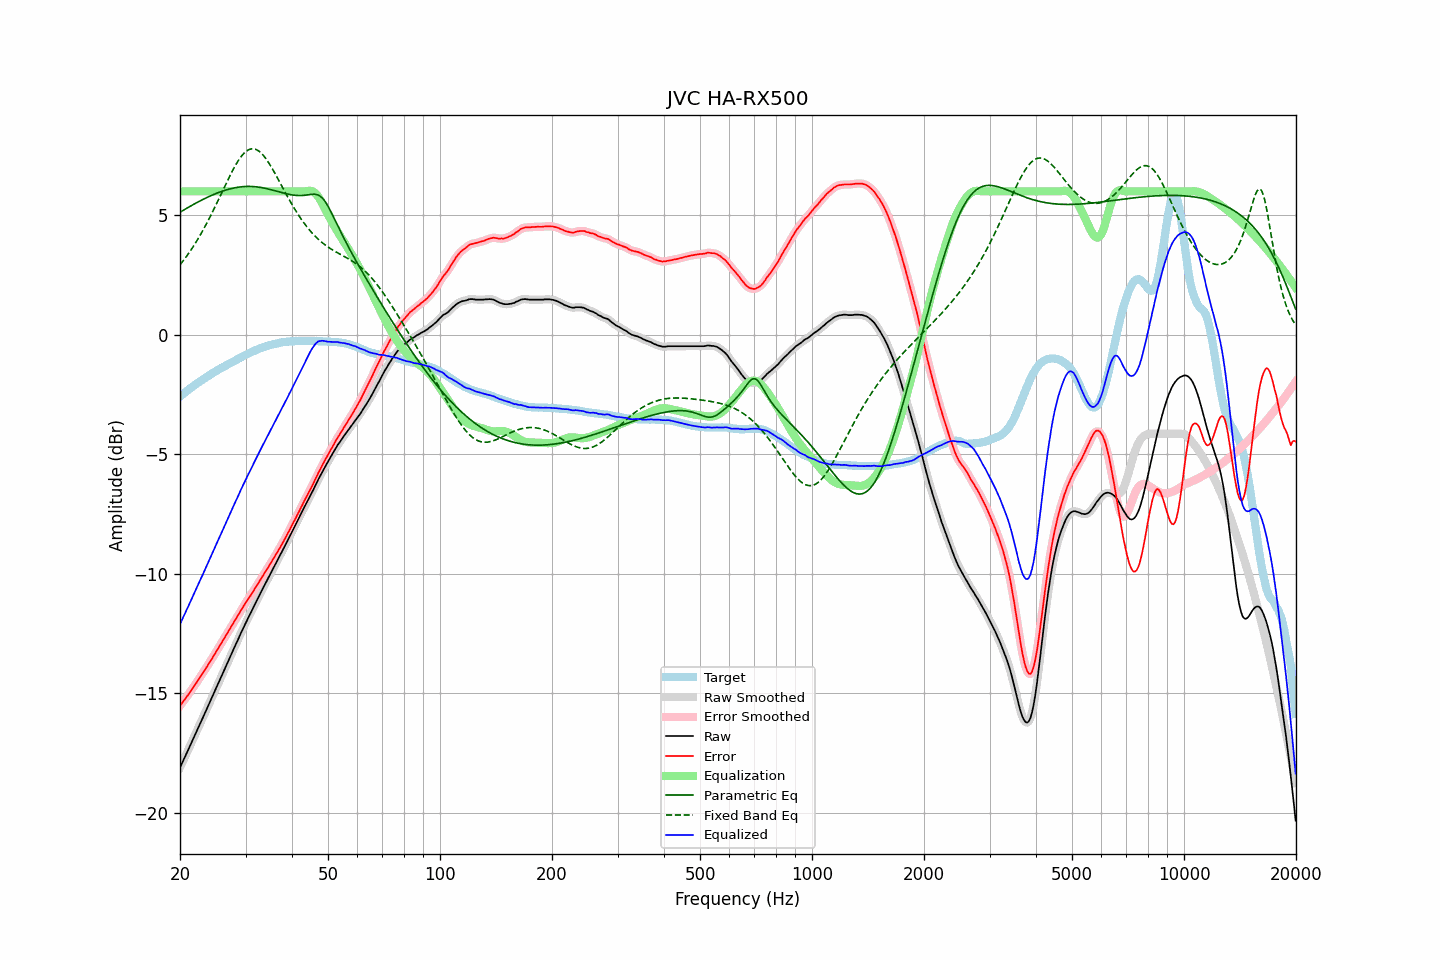 JVC HA-RX500
Amplitude (dBr)
5
0
−5
−10
−15
−20
Target
Raw Smoothed
Error Smoothed
Raw
Error
Equalization
Parametric Eq
Fixed Band Eq
Equalized
20 50 100 200 500 1000 2000 5000 10000 20000
Frequency (Hz)